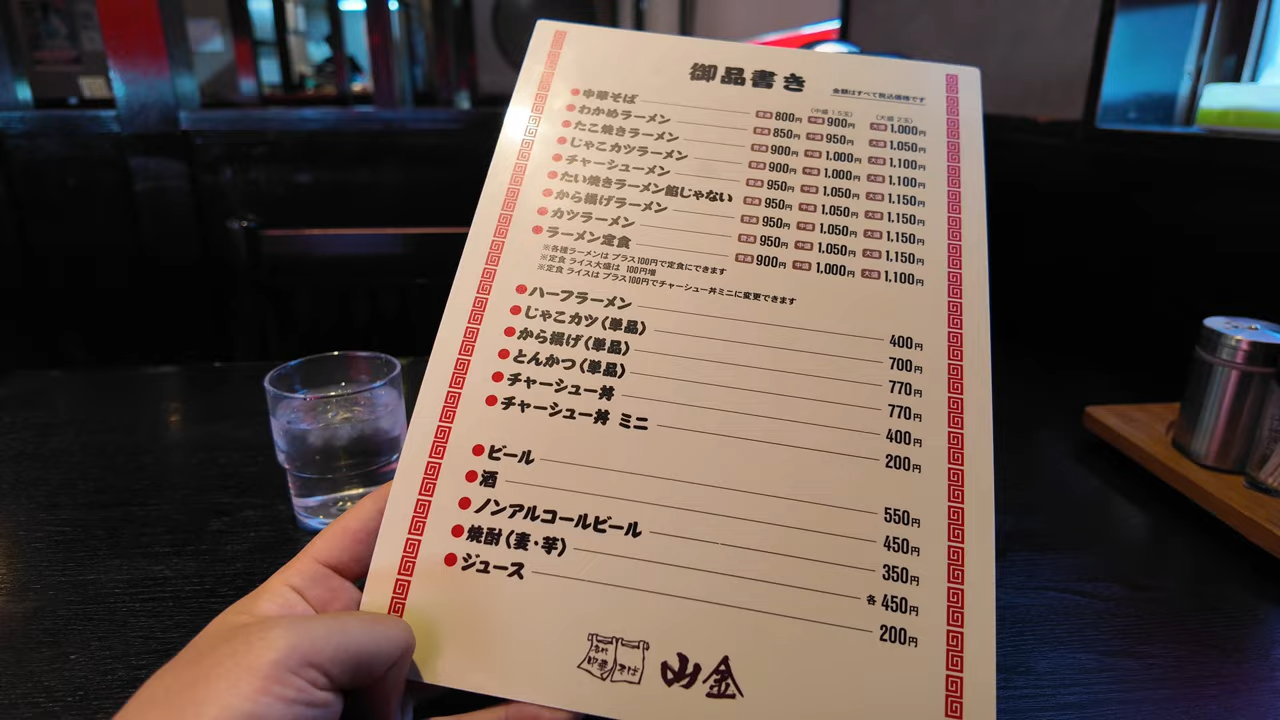 御品書き
金額はすべて税込価格です
(中盛 1.5玉) (大盛 2玉)
中華そば 普通 800円 中盛 900円 大盛 1,000円
わかめラーメン 普通 850円 中盛 950円 大盛 1,050円
たこ焼きラーメン 普通 900円 中盛 1,000円 大盛 1,100円
じゃこカツラーメン 普通 900円 中盛 1,000円 大盛 1,100円
チャーシューメン 普通 950円 中盛 1,050円 大盛 1,150円
たい焼きラーメン餡じゃない 普通 950円 中盛 1,050円 大盛 1,150円
から揚げラーメン 普通 950円 中盛 1,050円 大盛 1,150円
カツラーメン 普通 950円 中盛 1,050円 大盛 1,150円
ラーメン定食 普通 900円 中盛 1,000円 大盛 1,100円
※各種ラーメンは プラス100円で定食にできます
※定食 ライス大盛は 100円増
※定食 ライスは プラス100円でチャーシュー丼ミニに変更できます
ハーフラーメン 400円
じゃこカツ(単品) 700円
から揚げ(単品) 770円
とんかつ(単品) 770円
チャーシュー丼 400円
チャーシュー丼 ミニ 200円
ビール 550円
酒 450円
ノンアルコールビール 350円
焼酎(麦・芋) 各 450円
ジュース 200円
中華そば 山金